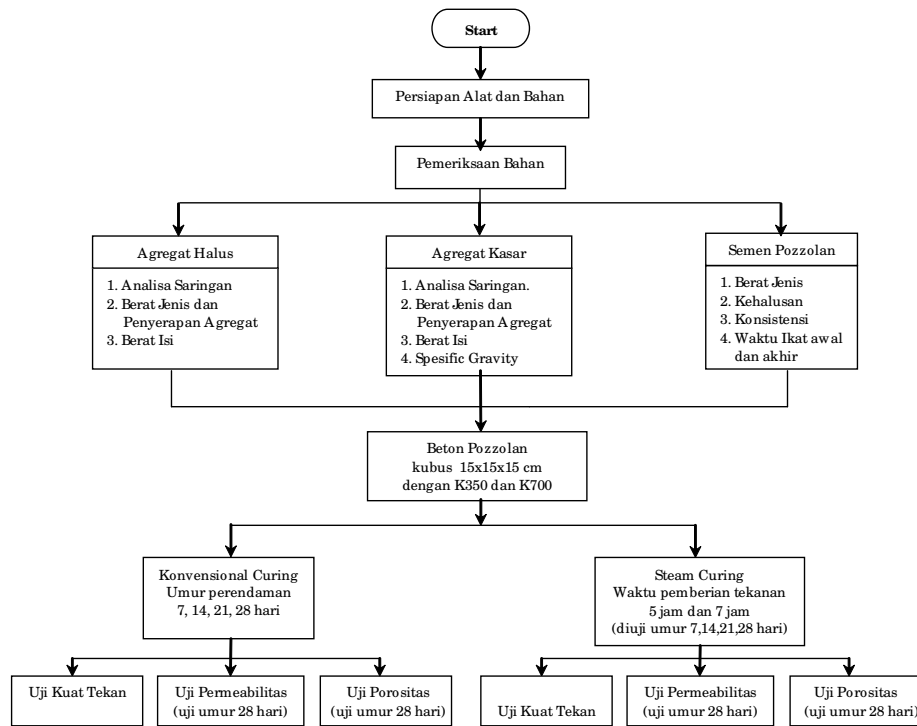 Start
Persiapan Alat dan Bahan
Pemeriksaan Bahan
Agregat Halus
1. Analisa Saringan
2. Berat Jenis dan
Penyerapan Agregat
3. Berat Isi
Agregat Kasar
1. Analisa Saringan.
2. Berat Jenis dan
Penyerapan Agregat
3. Berat Isi
4. Spesific Gravity
Semen Pozzolan
1. Berat Jenis
2. Kehalusan
3. Konsistensi
4. Waktu Ikat awal
dan akhir
Beton Pozzolan
kubus 15x15x15 cm
dengan K350 dan K700
Konvensional Curing
Umur perendaman
7, 14, 21, 28 hari
Steam Curing
Waktu pemberian tekanan
5 jam dan 7 jam
(diuji umur 7,14,21,28 hari)
Uji Kuat Tekan
Uji Permeabilitas
(uji umur 28 hari)
Uji Porositas
(uji umur 28 hari)
Uji Kuat Tekan
Uji Permeabilitas
(uji umur 28 hari)
Uji Porositas
(uji umur 28 hari)